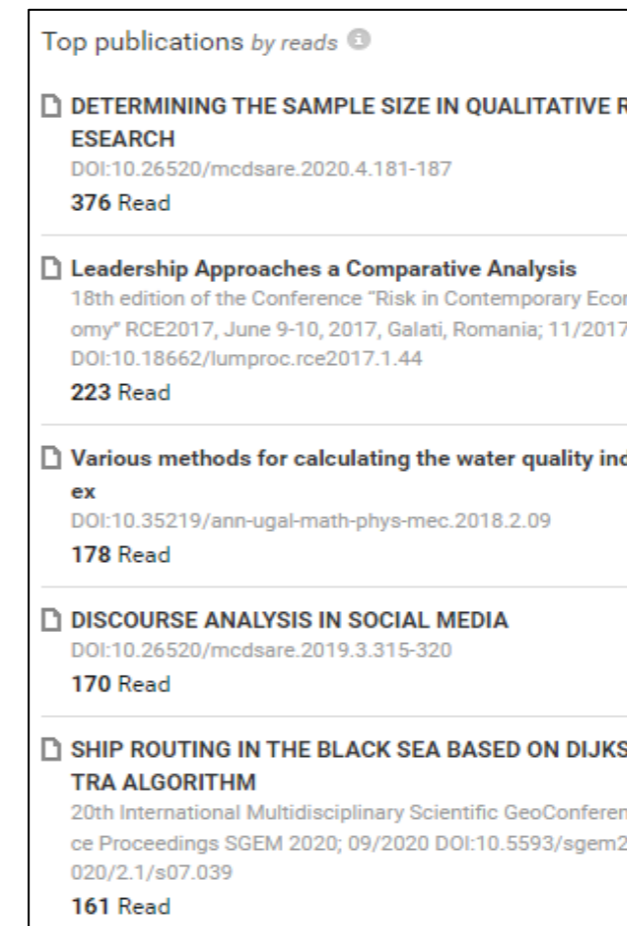 Top publications by reads
DETERMINING THE SAMPLE SIZE IN QUALITATIVE R
ESEARCH
DOI:10.26520/mcdsare.2020.4.181-187
376 Read
Leadership Approaches a Comparative Analysis
18th edition of the Conference “Risk in Contemporary Econ
omy” RCE2017, June 9-10, 2017, Galati, Romania; 11/2017
DOI:10.18662/lumproc.rce2017.1.44
223 Read
Various methods for calculating the water quality ind
ex
DOI:10.35219/ann-ugal-math-phys-mec.2018.2.09
178 Read
DISCOURSE ANALYSIS IN SOCIAL MEDIA
DOI:10.26520/mcdsare.2019.3.315-320
170 Read
SHIP ROUTING IN THE BLACK SEA BASED ON DIJKS
TRA ALGORITHM
20th International Multidisciplinary Scientific GeoConferen
ce Proceedings SGEM 2020; 09/2020 DOI:10.5593/sgem2
020/2.1/s07.039
161 Read